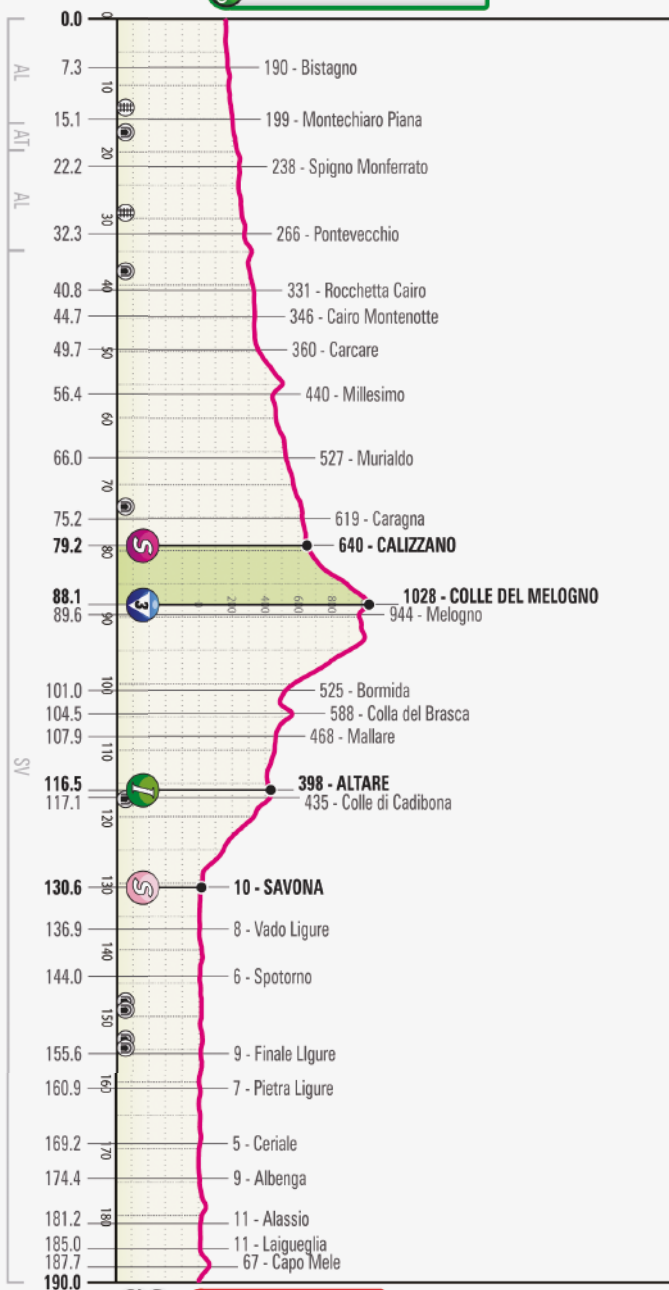 0.0
7.3 190 - Bistagno
15.1 199 - Montechiaro Piana
22.2 238 - Spigno Monferrato
32.3 266 - Pontevecchio
40.8 331 - Rocchetta Cairo
44.7 346 - Cairo Montenotte
49.7 360 - Carcare
56.4 440 - Millesimo
66.0 527 - Murialdo
75.2 619 - Caragna
79.2 S 640 - CALIZZANO
88.1 3 1028 - COLLE DEL MELOGNO
89.6 944 - Melogno
101.0 525 - Bormida
104.5 588 - Colla del Brasca
107.9 468 - Mallare
116.5 1 398 - ALTARE
117.1 435 - Colle di Cadibona
130.6 S 10 - SAVONA
136.9 8 - Vado Ligure
144.0 6 - Spotorno
155.6 9 - Finale LIgure
160.9 7 - Pietra Ligure
169.2 5 - Ceriale
174.4 9 - Albenga
181.2 11 - Alassio
185.0 11 - Laigueglia
187.7 67 - Capo Mele
190.0
AL
AT
AL
SV
0
10
20
30
40
50
60
70
80
90
100
110
120
130
140
150
160
170
180
0 200 400 600 800